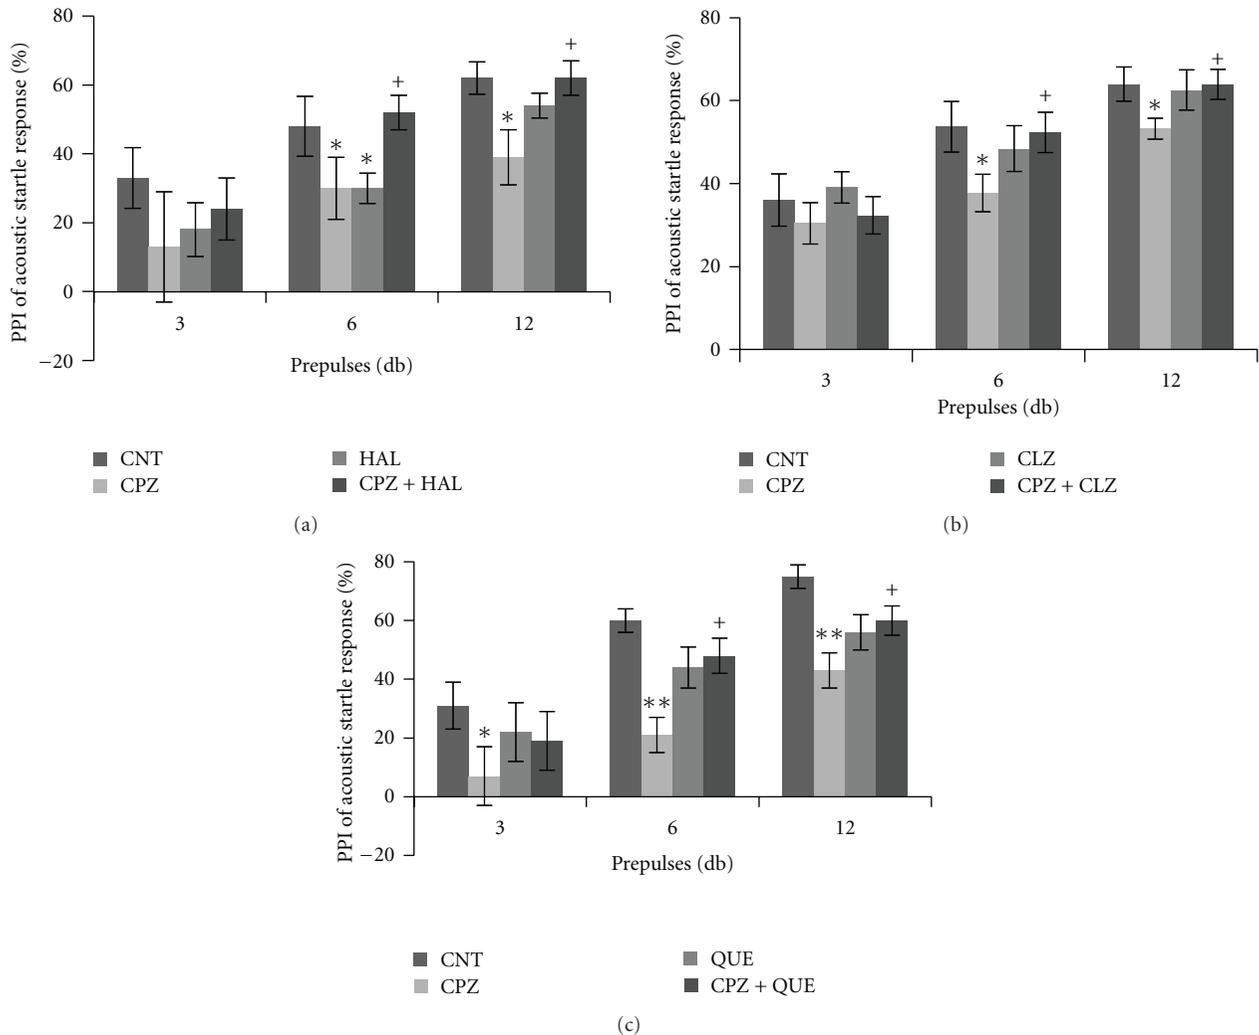 80
60
40
20
0
−20
PPI of acoustic startle response (%)
* * + * +
3 6 12
Prepulses (db)
CNT HAL
CPZ CPZ + HAL
(a)
80
60
40
20
0
PPI of acoustic startle response (%)
* + * +
3 6 12
Prepulses (db)
CNT CLZ
CPZ CPZ + CLZ
(b)
80
60
40
20
0
−20
PPI of acoustic startle response (%)
* ** + ** +
3 6 12
Prepulses (db)
CNT QUE
CPZ CPZ + QUE
(c)